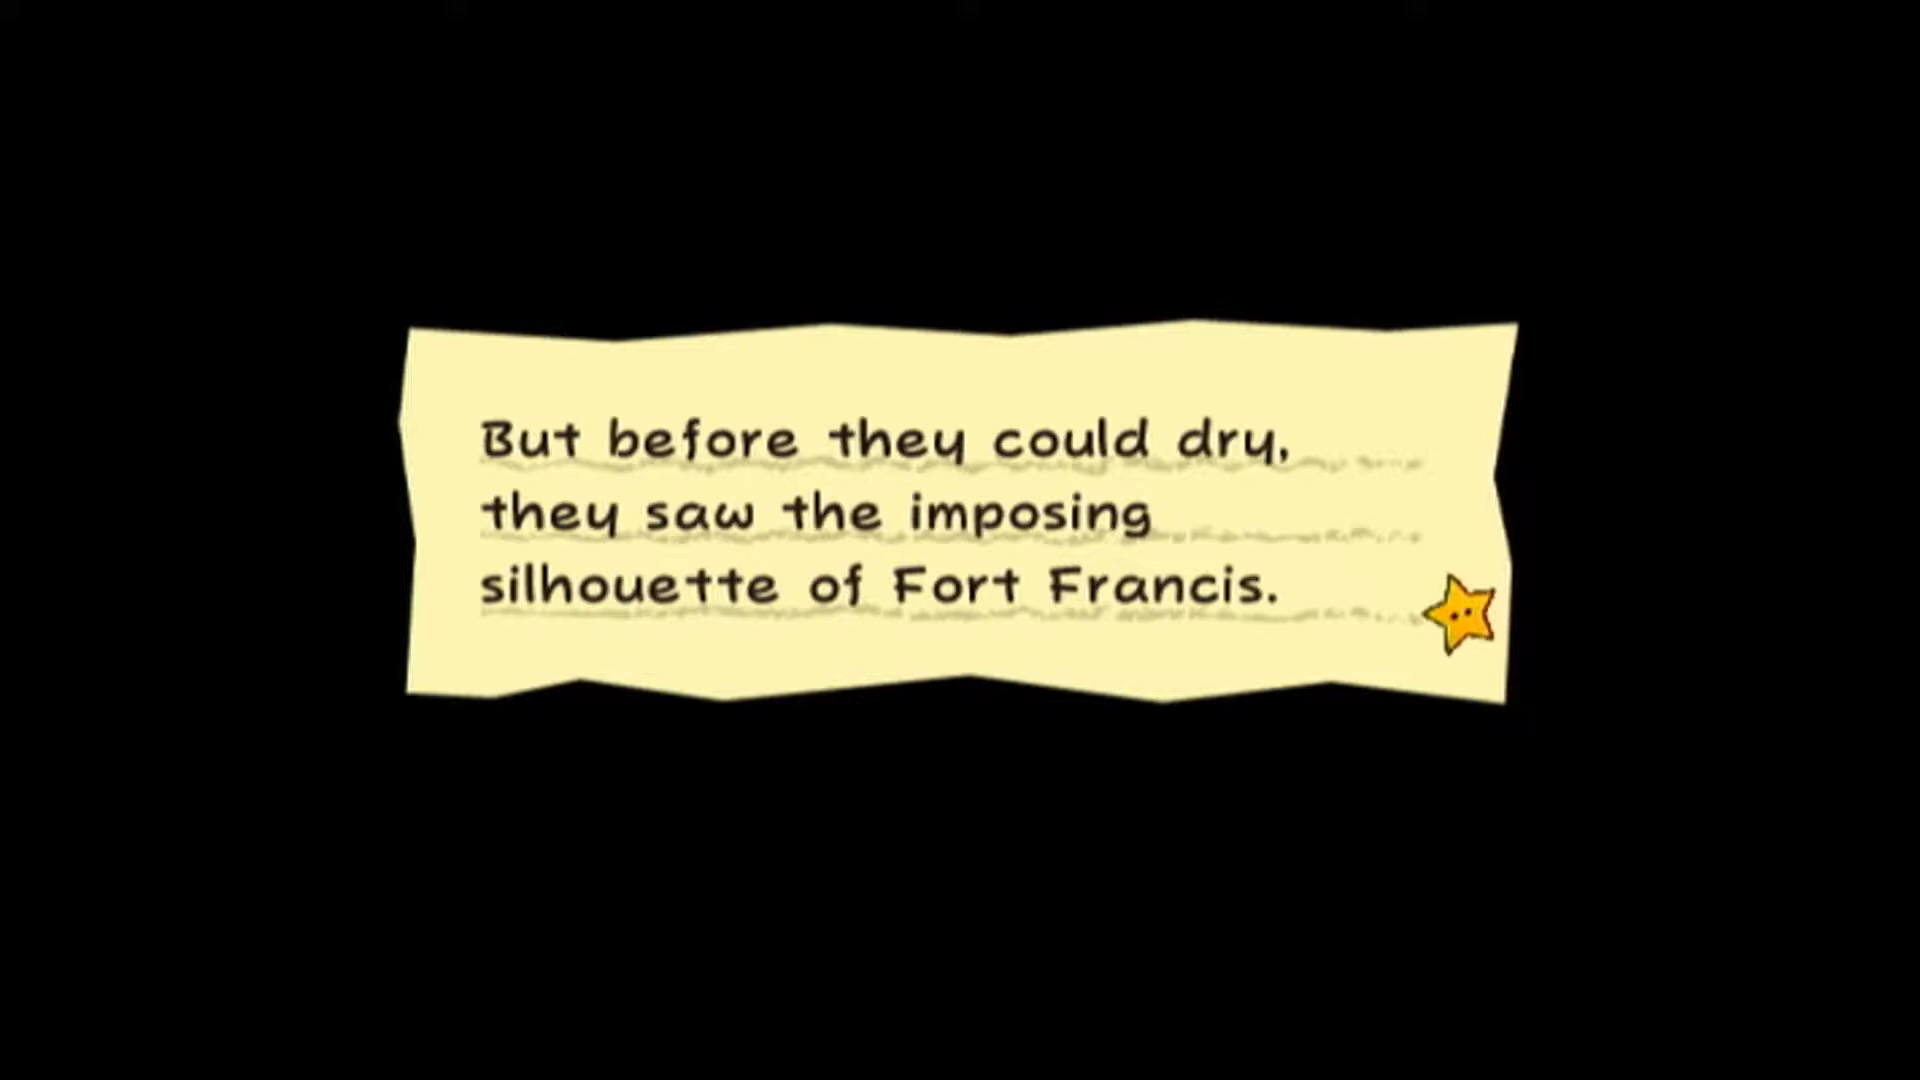 But before they could dry,
they saw the imposing
silhouette of Fort Francis.